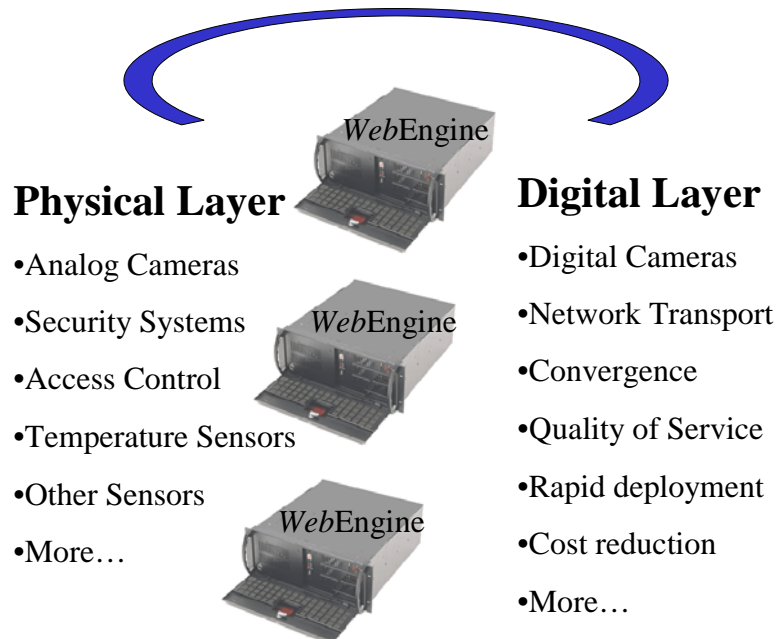 WebEngine
Physical Layer
•Analog Cameras
•Security Systems
•Access Control
•Temperature Sensors
•Other Sensors
•More…
WebEngine
WebEngine
Digital Layer
•Digital Cameras
•Network Transport
•Convergence
•Quality of Service
•Rapid deployment
•Cost reduction
•More…